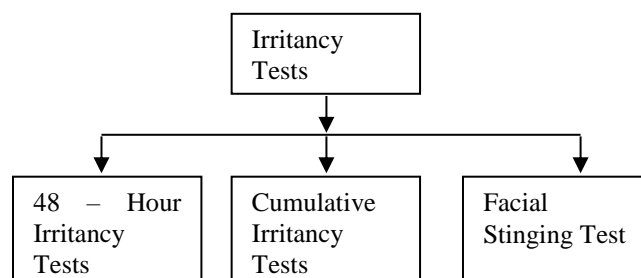 Irritancy
Tests
48 – Hour
Irritancy
Tests
Cumulative
Irritancy
Tests
Facial
Stinging Test